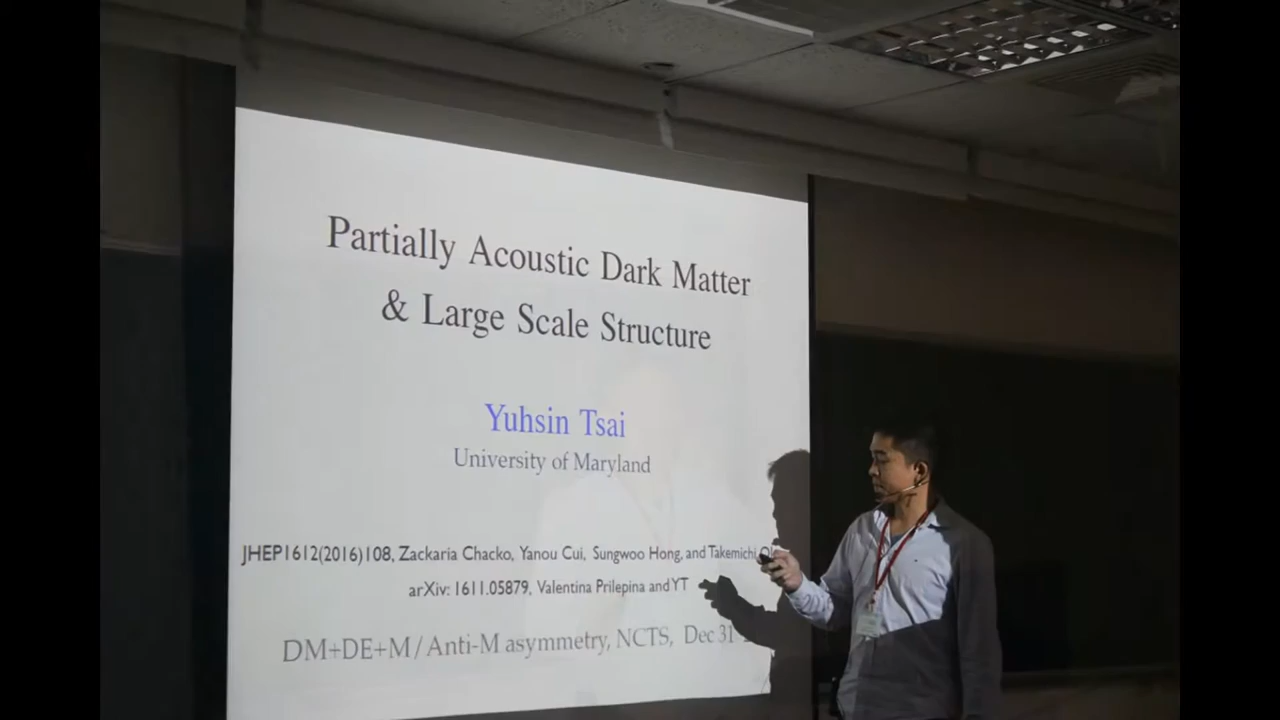 Partially Acoustic Dark Matter
& Large Scale Structure
Yuhsin Tsai
University of Maryland
JHEP1612(2016)108, Zackaria Chacko, Yanou Cui, Sungwoo Hong, and Takemichi
arXiv: 1611.05879, Valentina Prilepina and YT
DM+DE+M / Anti-M asymmetry, NCTS, Dec 31